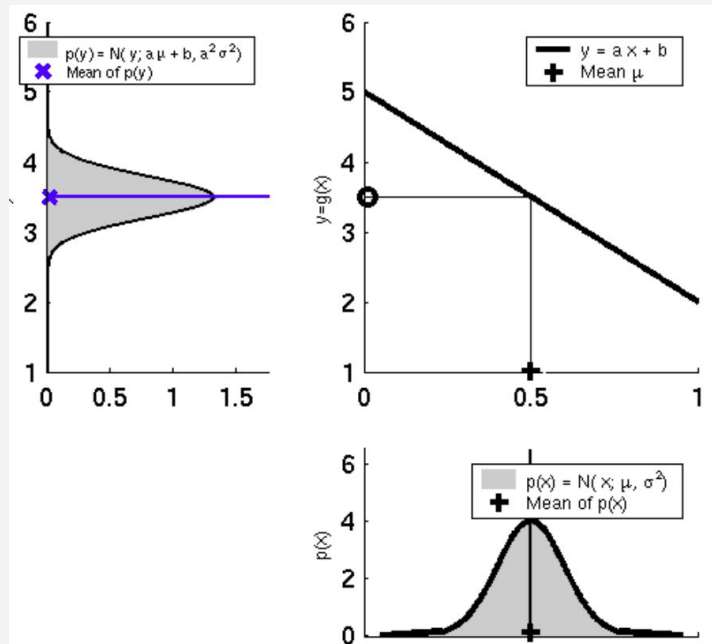 6
p(y) = N( y; a μ + b, a² σ²)
Mean of p(y)
5
4
3
2
1
0 0.5 1 1.5
6
y = a x + b
Mean μ
5
4
y=g(x)
3
2
1
0 0.5 1
6
p(x) = N( x; μ, σ²)
Mean of p(x)
4
p(x)
2
0